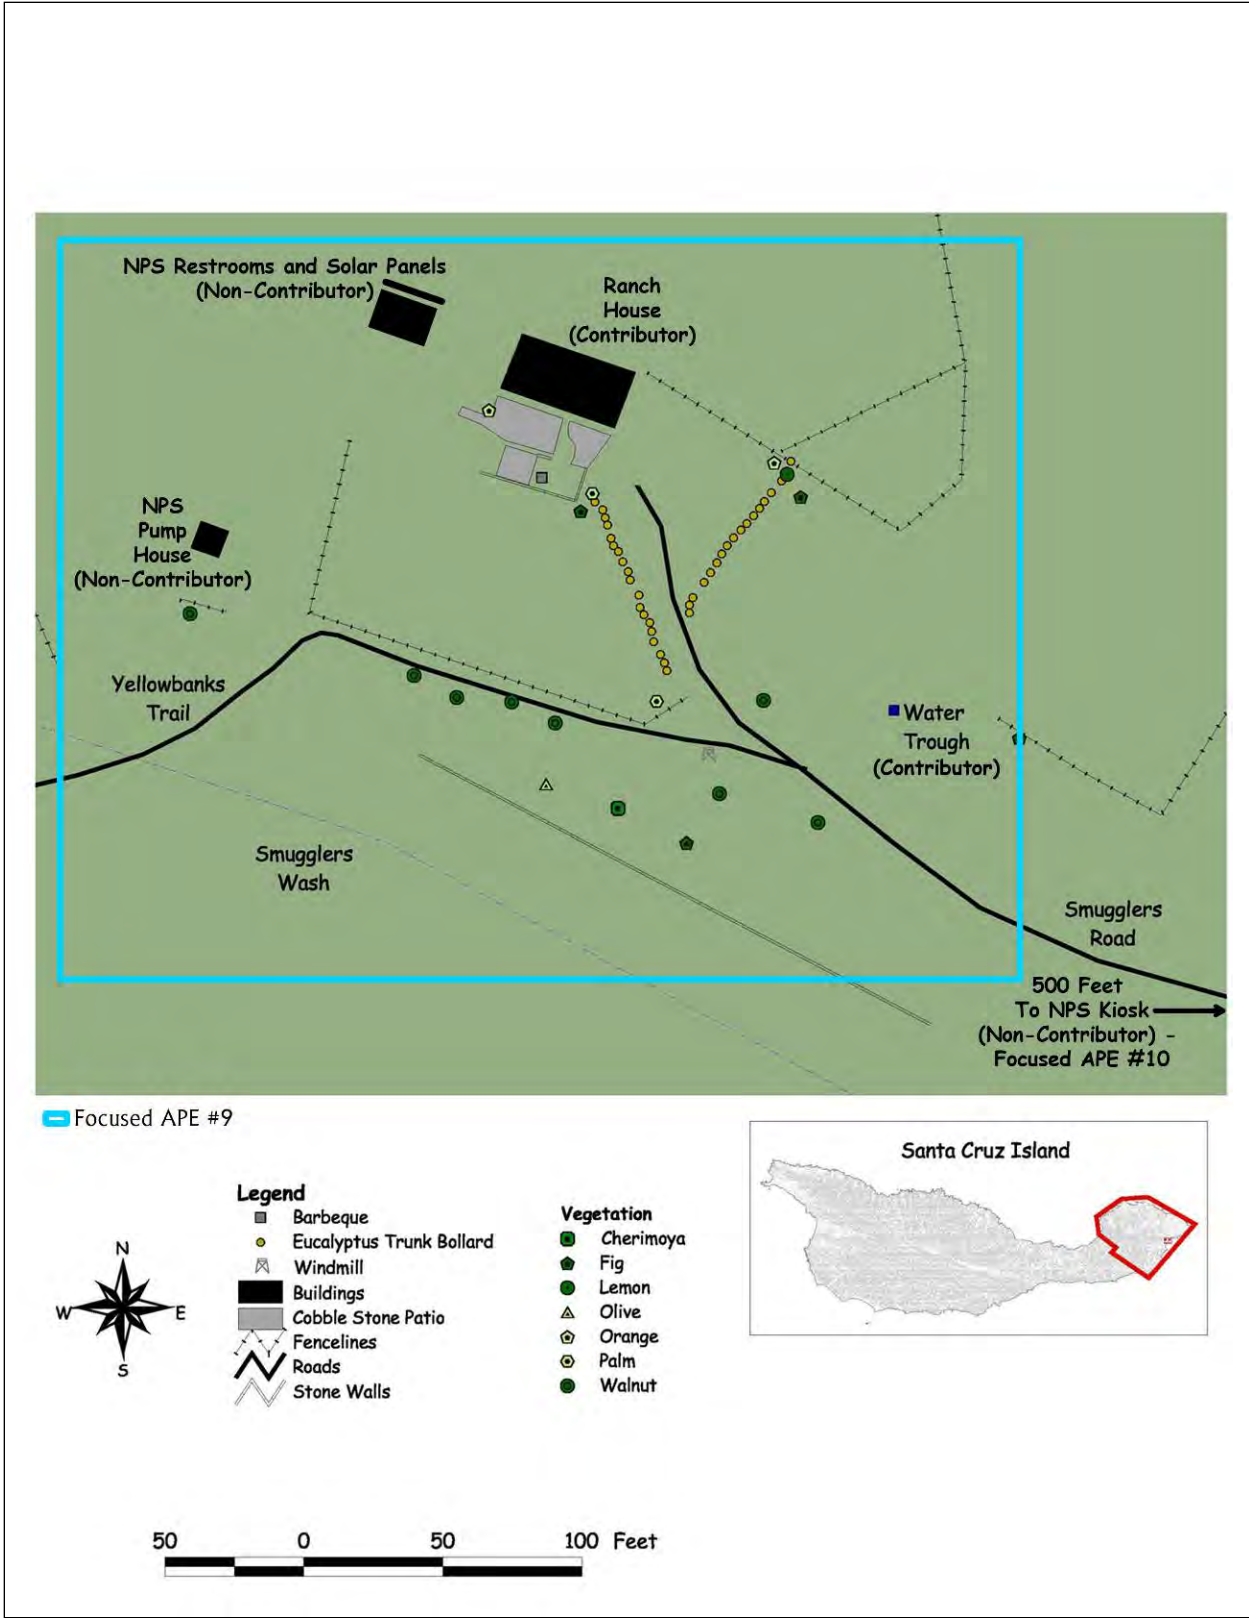 NPS Restrooms and Solar Panels
(Non-Contributor)
Ranch
House
(Contributor)
NPS
Pump
House
(Non-Contributor)
Yellowbanks
Trail
Water
Trough
(Contributor)
Smugglers
Wash
Smugglers
Road
500 Feet
To NPS Kiosk
(Non-Contributor) -
Focused APE #10
Focused APE #9
Santa Cruz Island
Legend
Barbeque
Eucalyptus Trunk Bollard
Windmill
Buildings
Cobble Stone Patio
Fencelines
Roads
Stone Walls
Vegetation
Cherimoya
Fig
Lemon
Olive
Orange
Palm
Walnut
N
W E
S
50 0 50 100 Feet